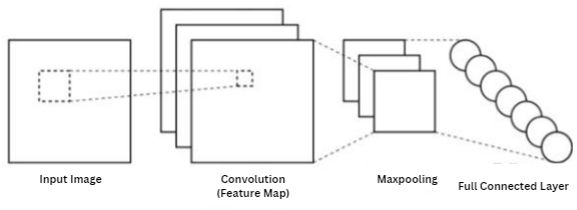 Input Image
Convolution
(Feature Map)
Maxpooling
Full Connected Layer